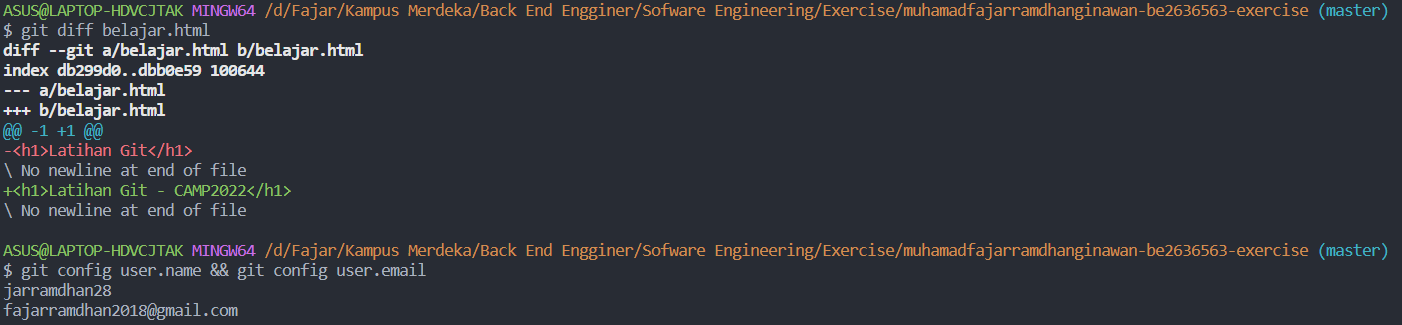 ASUS@LAPTOP-HDVCJTAK MINGW64 /d/Fajar/Kampus Merdeka/Back End Engginer/Sofware Engineering/Exercise/muhamadfajarramdhanginawan-be2636563-exercise (master)
$ git diff belajar.html
diff --git a/belajar.html b/belajar.html
index db299d0..dbb0e59 100644
--- a/belajar.html
+++ b/belajar.html
@@ -1 +1 @@
-<h1>Latihan Git</h1>
\ No newline at end of file
+<h1>Latihan Git - CAMP2022</h1>
\ No newline at end of file
ASUS@LAPTOP-HDVCJTAK MINGW64 /d/Fajar/Kampus Merdeka/Back End Engginer/Sofware Engineering/Exercise/muhamadfajarramdhanginawan-be2636563-exercise (master)
$ git config user.name && git config user.email
jarramdhan28
fajarramdhan2018@gmail.com